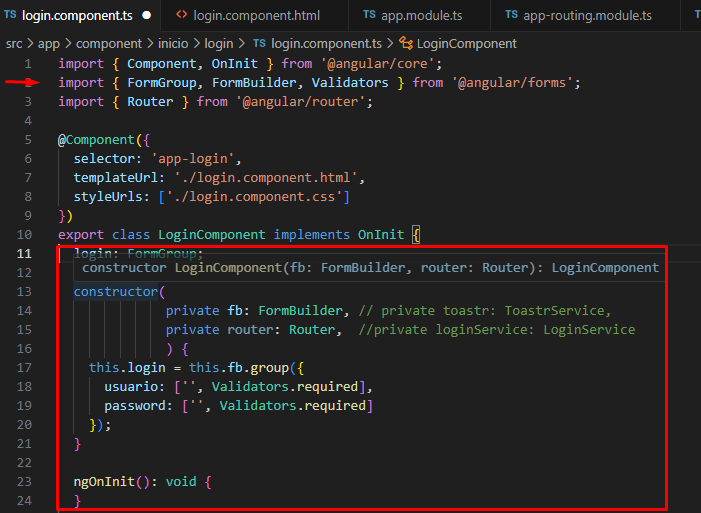 TS login.component.ts ● <> login.component.html TS app.module.ts TS app-routing.module.ts
src > app > component > inicio > login > TS login.component.ts > LoginComponent
1 import { Component, OnInit } from '@angular/core';
import { FormGroup, FormBuilder, Validators } from '@angular/forms';
3 import { Router } from '@angular/router';
4
5 @Component({
6 selector: 'app-login',
7 templateUrl: './login.component.html',
8 styleUrls: ['./login.component.css']
9 })
10 export class LoginComponent implements OnInit {
11 login: FormGroup;
12 constructor LoginComponent(fb: FormBuilder, router: Router): LoginComponent
13 constructor(
14 private fb: FormBuilder, // private toastr: ToastrService,
15 private router: Router, //private loginService: LoginService
16 ) {
17 this.login = this.fb.group({
18 usuario: ['', Validators.required],
19 password: ['', Validators.required]
20 });
21 }
22
23 ngOnInit(): void {
24 }